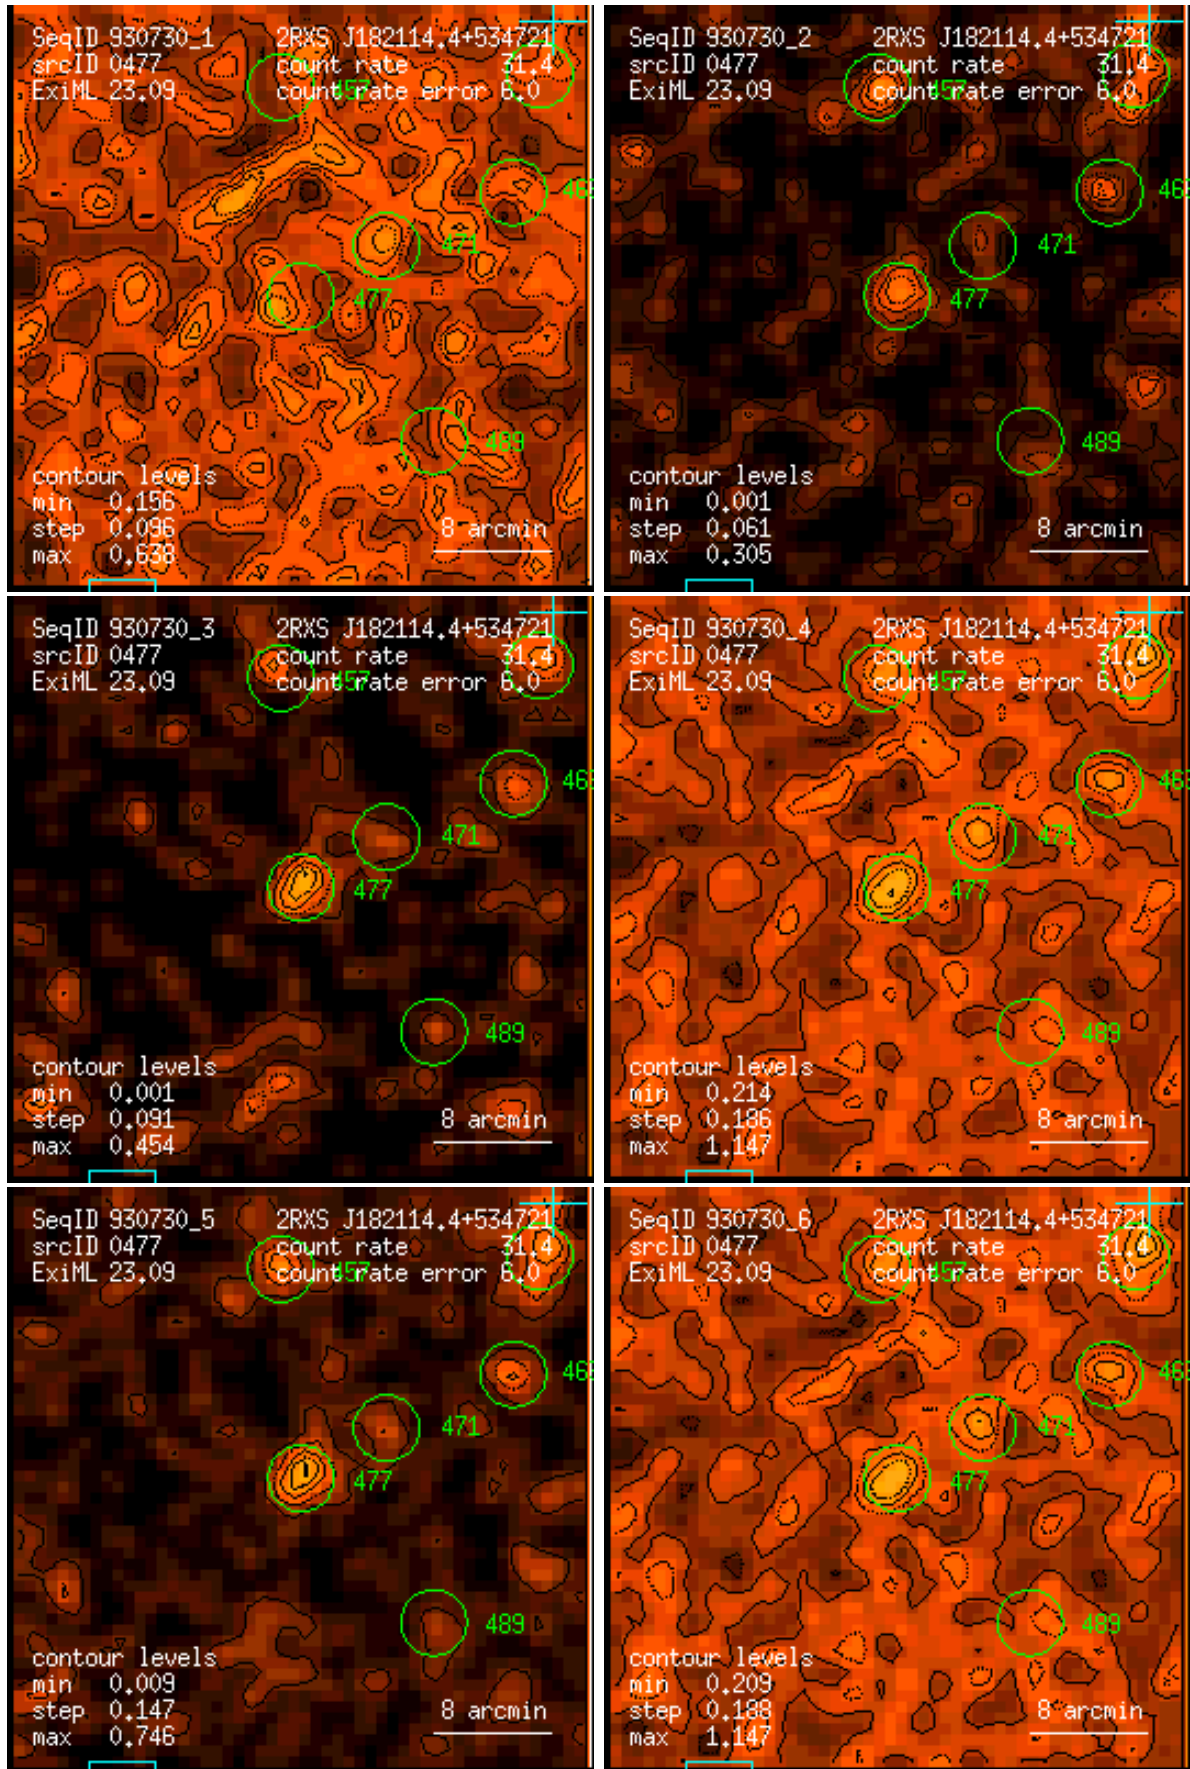 SeqID 930730_1 2RXS J182114.4+534721
srcID 0477 count rate 31.4
ExiML 23.09 count rate error 6.0
457
471
477
489
contour levels
min 0.156
step 0.096
max 0.638
8 arcmin
SeqID 930730_2 2RXS J182114.4+534721
srcID 0477 count rate 31.4
ExiML 23.09 count rate error 6.0
457
471
477
489
contour levels
min 0.001
step 0.061
max 0.305
8 arcmin
SeqID 930730_3 2RXS J182114.4+534721
srcID 0477 count rate 31.4
ExiML 23.09 count rate error 6.0
457
471
477
489
contour levels
min 0.001
step 0.091
max 0.454
8 arcmin
SeqID 930730_4 2RXS J182114.4+534721
srcID 0477 count rate 31.4
ExiML 23.09 count rate error 6.0
457
471
477
489
contour levels
min 0.214
step 0.186
max 1.147
8 arcmin
SeqID 930730_5 2RXS J182114.4+534721
srcID 0477 count rate 31.4
ExiML 23.09 count rate error 6.0
457
471
477
489
contour levels
min 0.009
step 0.147
max 0.746
8 arcmin
SeqID 930730_6 2RXS J182114.4+534721
srcID 0477 count rate 31.4
ExiML 23.09 count rate error 6.0
457
471
477
489
contour levels
min 0.209
step 0.188
max 1.147
8 arcmin